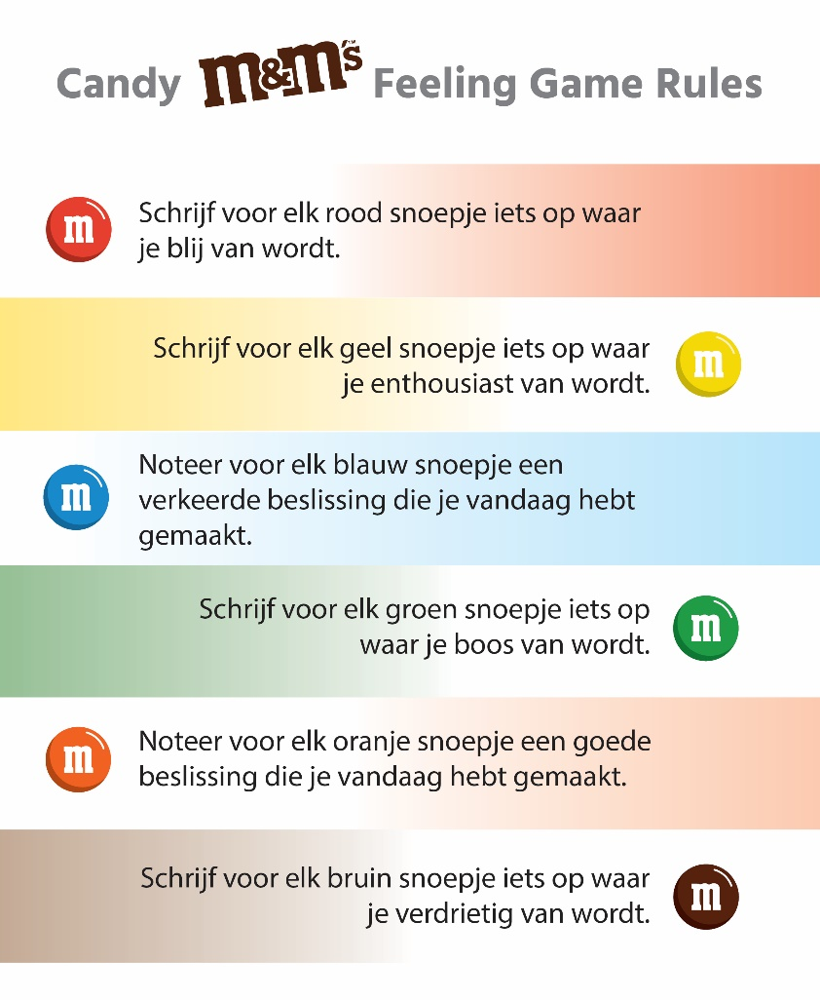 Candy m&m's™ Feeling Game Rules
m
Schrijf voor elk rood snoepje iets op waar
je blij van wordt.
Schrijf voor elk geel snoepje iets op waar
je enthousiast van wordt.
m
m
Noteer voor elk blauw snoepje een
verkeerde beslissing die je vandaag hebt
gemaakt.
Schrijf voor elk groen snoepje iets op
waar je boos van wordt.
m
m
Noteer voor elk oranje snoepje een goede
beslissing die je vandaag hebt gemaakt.
Schrijf voor elk bruin snoepje iets op waar
je verdrietig van wordt.
m